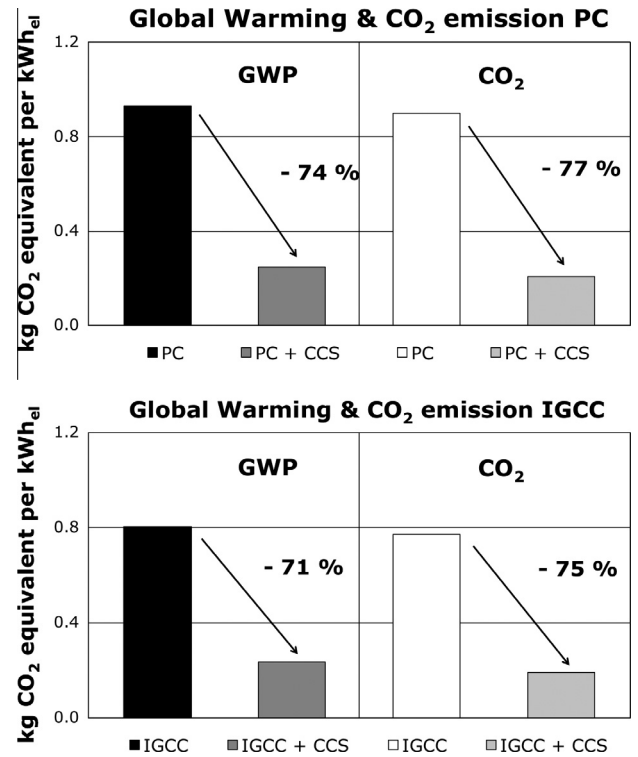 Global Warming & CO₂ emission PC
kg CO₂ equivalent per kWhₑₗ
1.2
0.8
0.4
0.0
GWP
CO₂
- 74 %
- 77 %
PC
PC + CCS
PC
PC + CCS
Global Warming & CO₂ emission IGCC
kg CO₂ equivalent per kWhₑₗ
1.2
0.8
0.4
0.0
GWP
CO₂
- 71 %
- 75 %
IGCC
IGCC + CCS
IGCC
IGCC + CCS